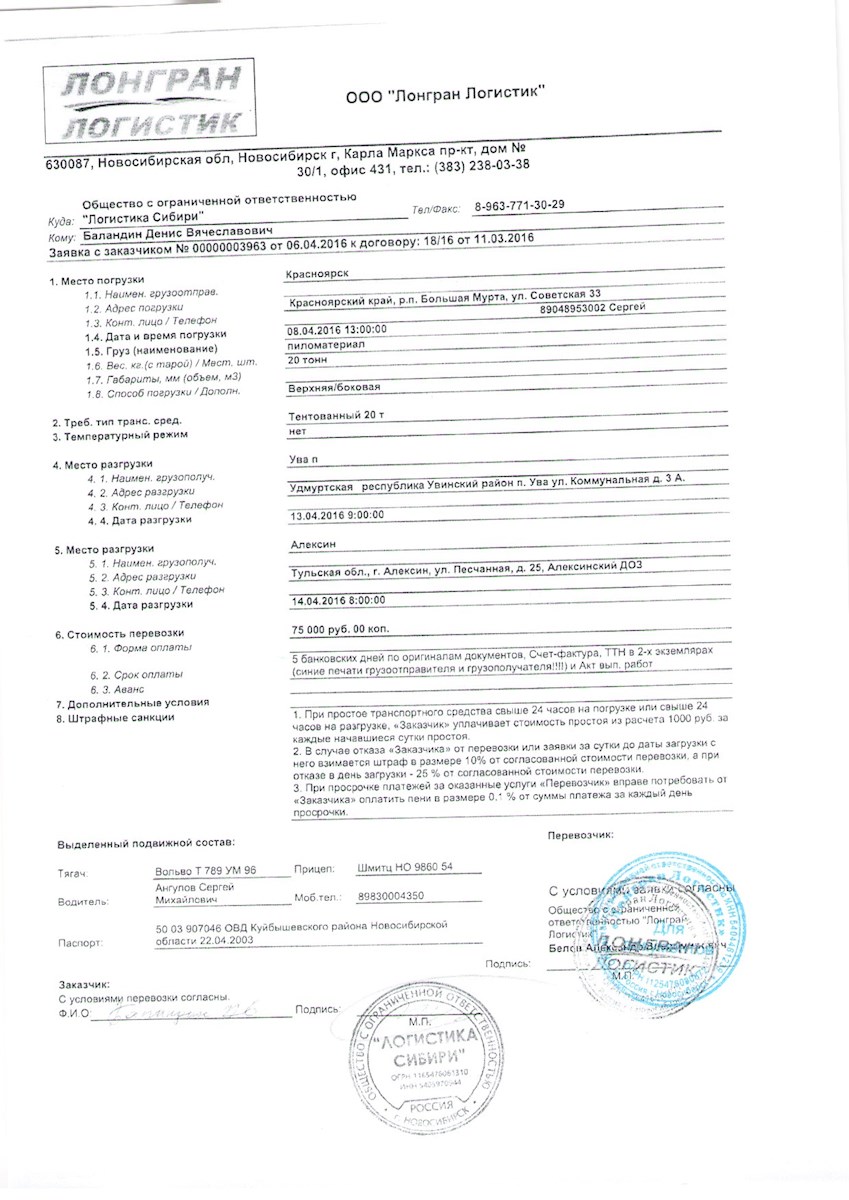 ЛОНГРАН
ЛОГИСТИК
ООО "Лонгран Логистик"
630087, Новосибирская обл, Новосибирск г, Карла Маркса пр-кт, дом №
30/1, офис 431, тел.: (383) 238-03-38
Общество с ограниченной ответственностью
Куда: "Логистика Сибири" Тел/Факс: 8-963-771-30-29
Кому: Баландин Денис Вячеславович
Заявка с заказчиком № 00000003963 от 06.04.2016 к договору: 18/16 от 11.03.2016
1. Место погрузки Красноярск
1.1. Наимен. грузоотправ.
1.2. Адрес погрузки Красноярский край, р.п. Большая Мурта, ул. Советская 33
1.3. Конт. лицо / Телефон 89048953002 Сергей
1.4. Дата и время погрузки 08.04.2016 13:00:00
1.5. Груз (наименование) пиломатериал
1.6. Вес. кг.(с тарой) / Мест, шт. 20 тонн
1.7. Габариты, мм (объем, м3)
1.8. Способ погрузки / Дополн. Верхняя/боковая
2. Треб. тип транс. сред. Тентованный 20 т
3. Температурный режим нет
4. Место разгрузки Ува п
4. 1. Наимен. грузополуч.
4. 2. Адрес разгрузки Удмуртская республика Увинский район п. Ува ул. Коммунальная д. 3 А.
4. 3. Конт. лицо / Телефон
4. 4. Дата разгрузки 13.04.2016 9:00:00
5. Место разгрузки Алексин
5. 1. Наимен. грузополуч.
5. 2. Адрес разгрузки Тульская обл., г. Алексин, ул. Песчанная, д. 25, Алексинский ДОЗ
5. 3. Конт. лицо / Телефон
5. 4. Дата разгрузки 14.04.2016 8:00:00
6. Стоимость перевозки 75 000 руб. 00 коп.
6. 1. Форма оплаты
5 банковских дней по оригиналам документов, Счет-фактура, ТТН в 2-х экземлярах
6. 2. Срок оплаты (синие печати грузоотправителя и грузополучателя!!!!) и Акт вып. работ
6. 3. Аванс
7. Дополнительные условия
8. Штрафные санкции 1. При простое транспортного средства свыше 24 часов на погрузке или свыше 24
часов на разгрузке, «Заказчик» уплачивает стоимость простоя из расчета 1000 руб. за
каждые начавшиеся сутки простоя.
2. В случае отказа «Заказчика» от перевозки или заявки за сутки до даты загрузки с
него взимается штраф в размере 10% от согласованной стоимости перевозки, а при
отказе в день загрузки - 25 % от согласованной стоимости перевозки.
3. При просрочке платежей за оказанные услуги «Перевозчик» вправе потребовать от
«Заказчика» оплатить пени в размере 0,1 % от суммы платежа за каждый день
просрочки.
Выделенный подвижной состав: Перевозчик:
Тягач: Вольво Т 789 УМ 96 Прицеп: Шмитц НО 9860 54
Водитель: Ангулов Сергей Михайлович Моб.тел.: 89830004350
С условиями заявки согласны
Общество с ограниченной
ответственностью "Лонгран
Логистик"
Паспорт: 50 03 907046 ОВД Куйбышевского района Новосибирской
области 22.04.2003
Белов Александр
Подпись:
М.П.
Для
ЛОНГРАН
ЛОГИСТИК
Заказчик:
С условиями перевозки согласны.
Ф.И.О: Подпись:
М.П.
ОБЩЕСТВО С ОГРАНИЧЕННОЙ ОТВЕТСТВЕННОСТЬЮ
"ЛОГИСТИКА
СИБИРИ"
РОССИЯ
г. НОВОСИБИРСК